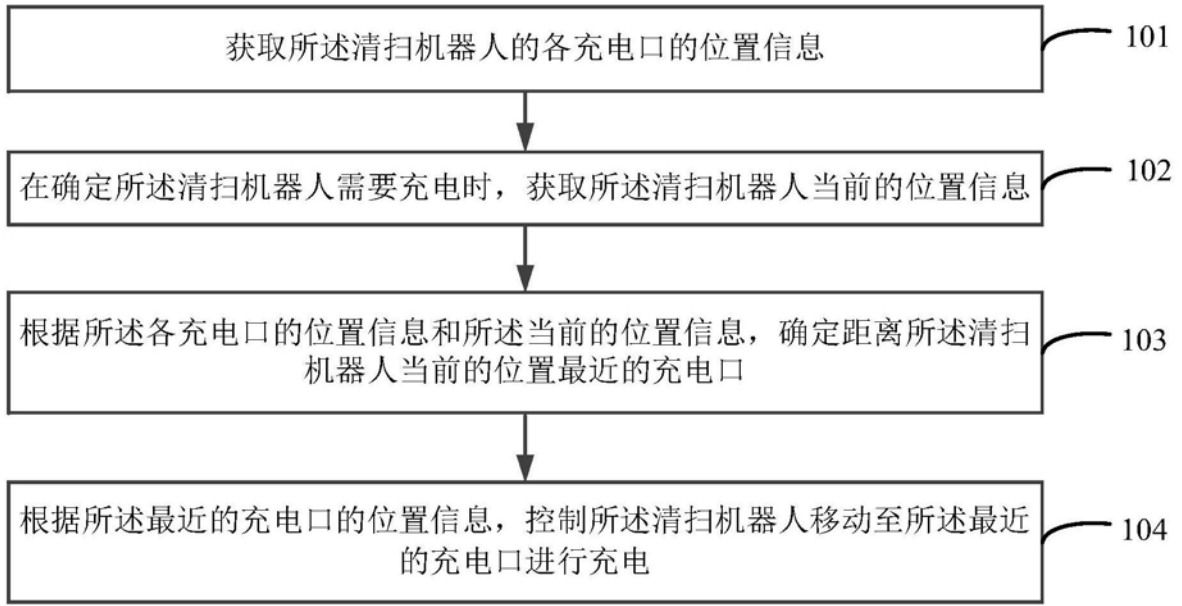 获取所述清扫机器人的各充电口的位置信息
101
在确定所述清扫机器人需要充电时，获取所述清扫机器人当前的位置信息
102
根据所述各充电口的位置信息和所述当前的位置信息，确定距离所述清扫
机器人当前的位置最近的充电口
103
根据所述最近的充电口的位置信息，控制所述清扫机器人移动至所述最近
的充电口进行充电
104